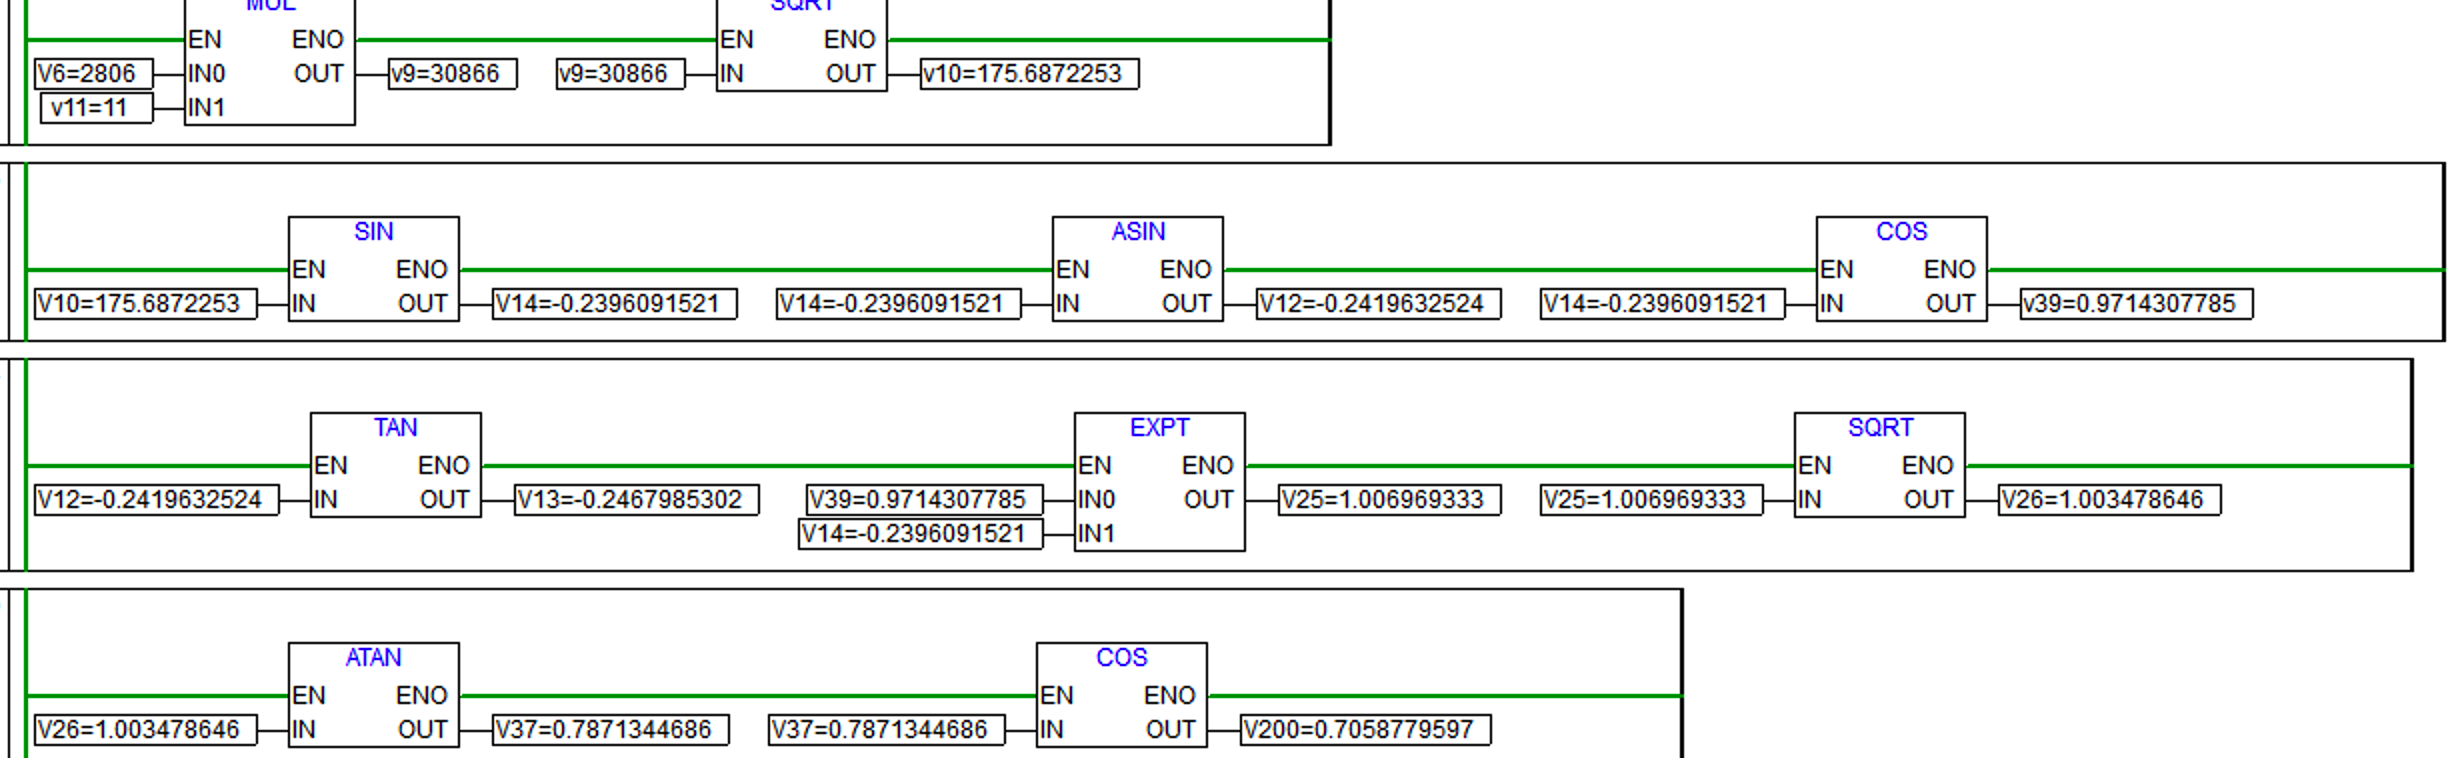 MUL SQRT
EN ENO EN ENO
V6=2806 IN0 OUT v9=30866 v9=30866 IN OUT v10=175.6872253
v11=11 IN1
SIN ASIN COS
EN ENO EN ENO EN ENO
V10=175.6872253 IN OUT V14=-0.2396091521 V14=-0.2396091521 IN OUT V12=-0.2419632524 V14=-0.2396091521 IN OUT v39=0.9714307785
TAN EXPT SQRT
EN ENO EN ENO EN ENO
V12=-0.2419632524 IN OUT V13=-0.2467985302 V39=0.9714307785 IN0 OUT V25=1.006969333 V25=1.006969333 IN OUT V26=1.003478646
V14=-0.2396091521 IN1
ATAN COS
EN ENO EN ENO
V26=1.003478646 IN OUT V37=0.7871344686 V37=0.7871344686 IN OUT V200=0.7058779597